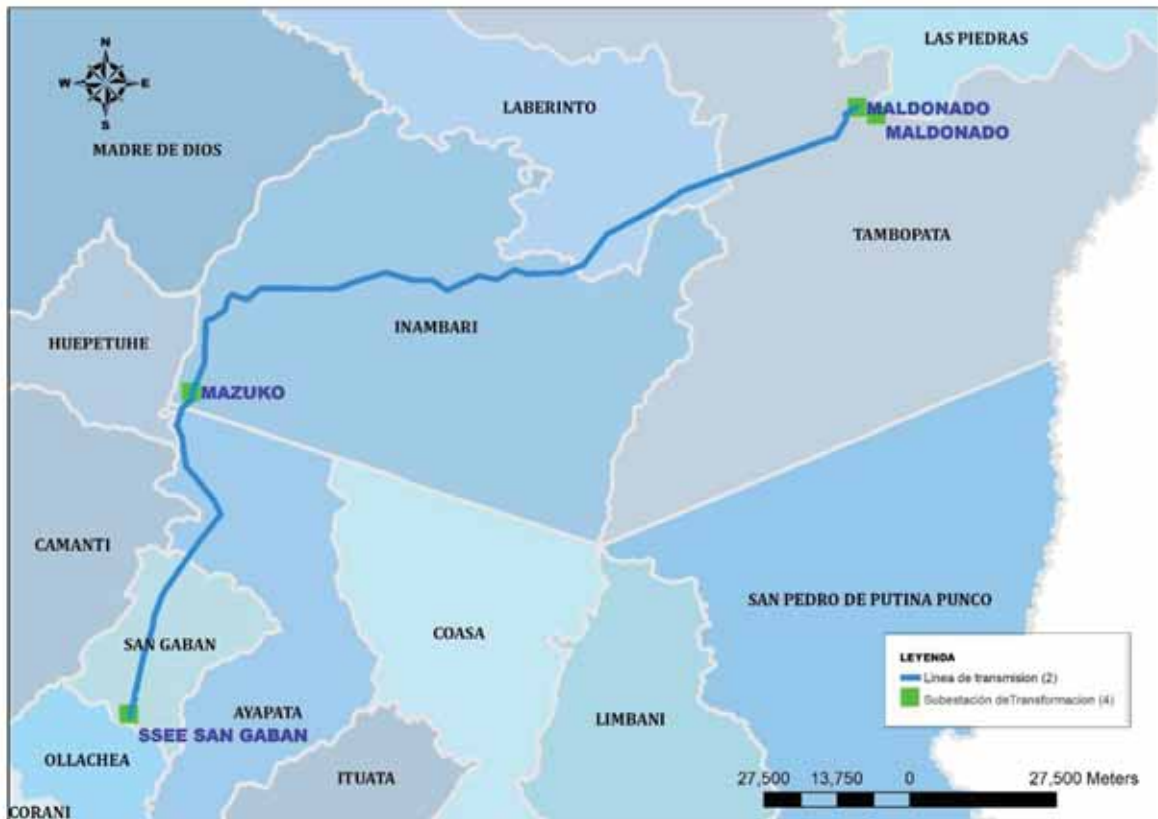 LAS PIEDRAS
N
W E
S
LABERINTO
MALDONADO
MALDONADO
MADRE DE DIOS
TAMBOPATA
INAMBARI
HUEPETUHE
MAZUKO
CAMANTI
SAN PEDRO DE PUTINA PUNCO
COASA
SAN GABAN
LEYENDA
Linea de transmision (2)
Subestación deTransformacion (4)
AYAPATA
LIMBANI
SSEE SAN GABAN
OLLACHEA
ITUATA
27,500 13,750 0 27,500 Meters
CORANI